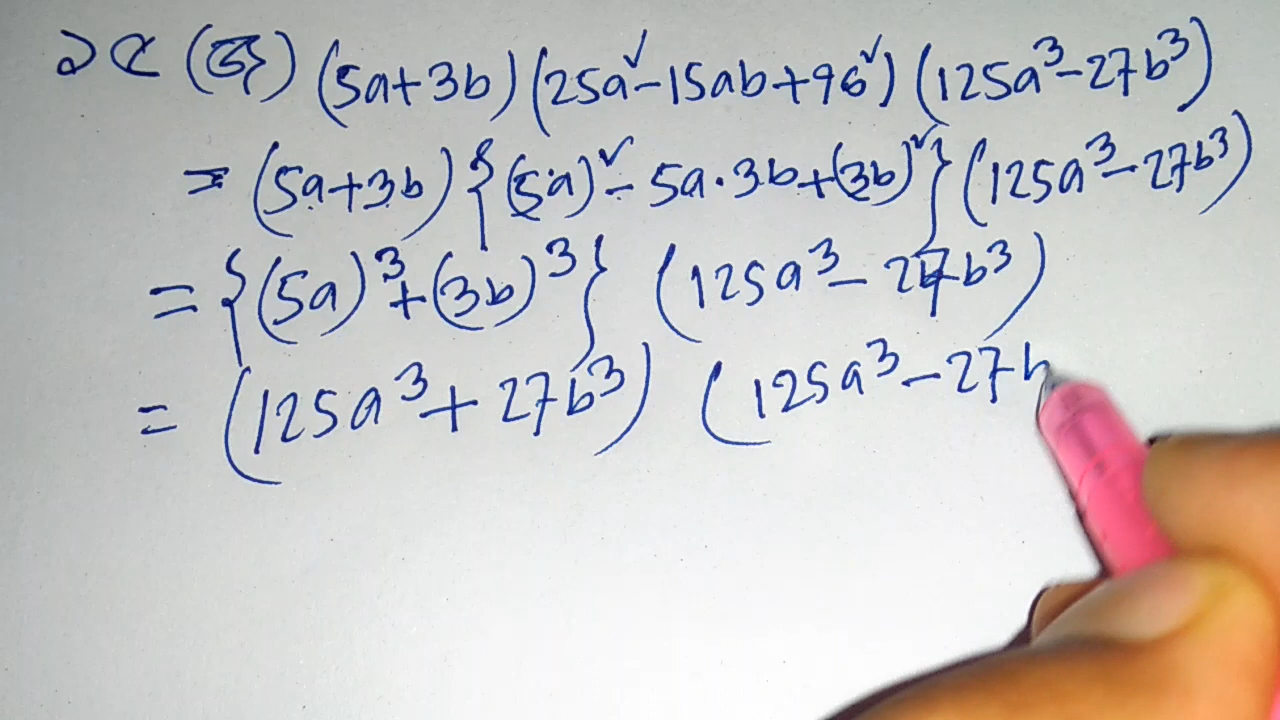 ১৫ (ঙ) (5a+3b) (25a²-15ab+9b²) (125a³-27b³)
= (5a+3b) {(5a)² - 5a·3b+(3b)²} (125a³-27b³)
= {(5a)³+(3b)³} (125a³-27b³)
= (125a³+27b³) (125a³-27b